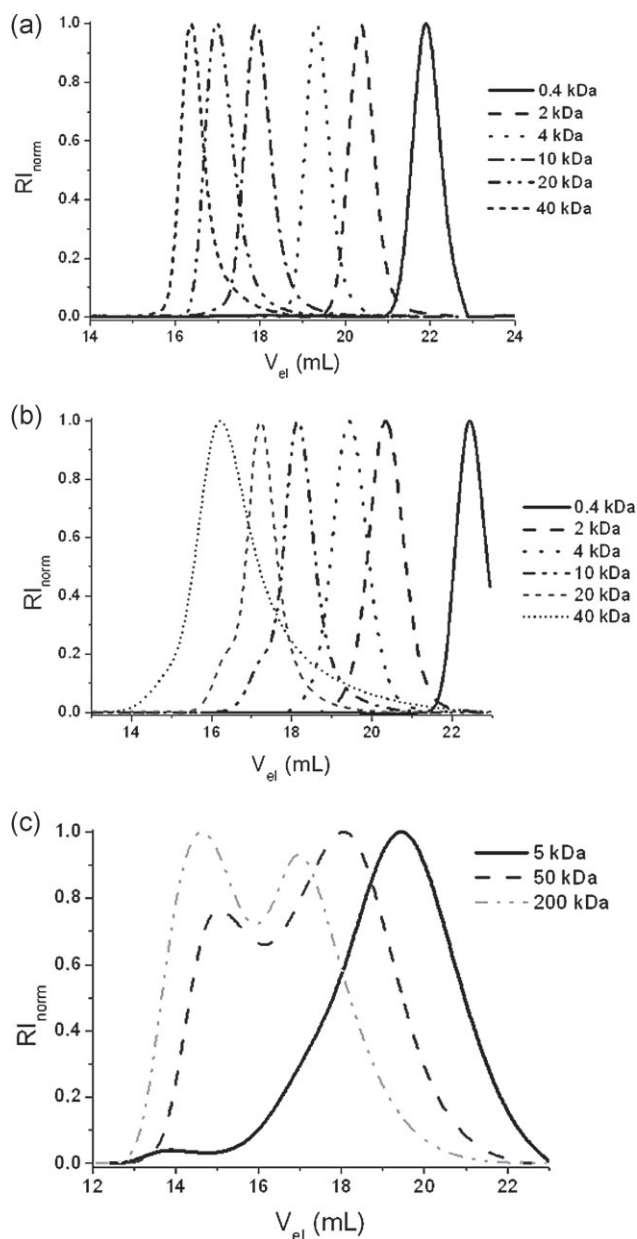 (a)
1.0
0.8
0.6
0.4
0.2
0.0
RInorm
14 16 18 20 22 24
Vel (mL)
0.4 kDa
2 kDa
4 kDa
10 kDa
20 kDa
40 kDa
(b)
1.0
0.8
0.6
0.4
0.2
0.0
RInorm
14 16 18 20 22
Vel (mL)
0.4 kDa
2 kDa
4 kDa
10 kDa
20 kDa
40 kDa
(c)
1.0
0.8
0.6
0.4
0.2
0.0
RInorm
12 14 16 18 20 22
Vel (mL)
5 kDa
50 kDa
200 kDa